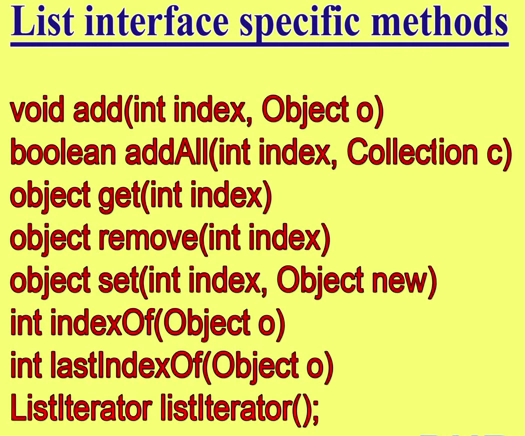 List interface specific methods
void add(int index, Object o)
boolean addAll(int index, Collection c)
object get(int index)
object remove(int index)
object set(int index, Object new)
int indexOf(Object o)
int lastIndexOf(Object o)
ListIterator listIterator();